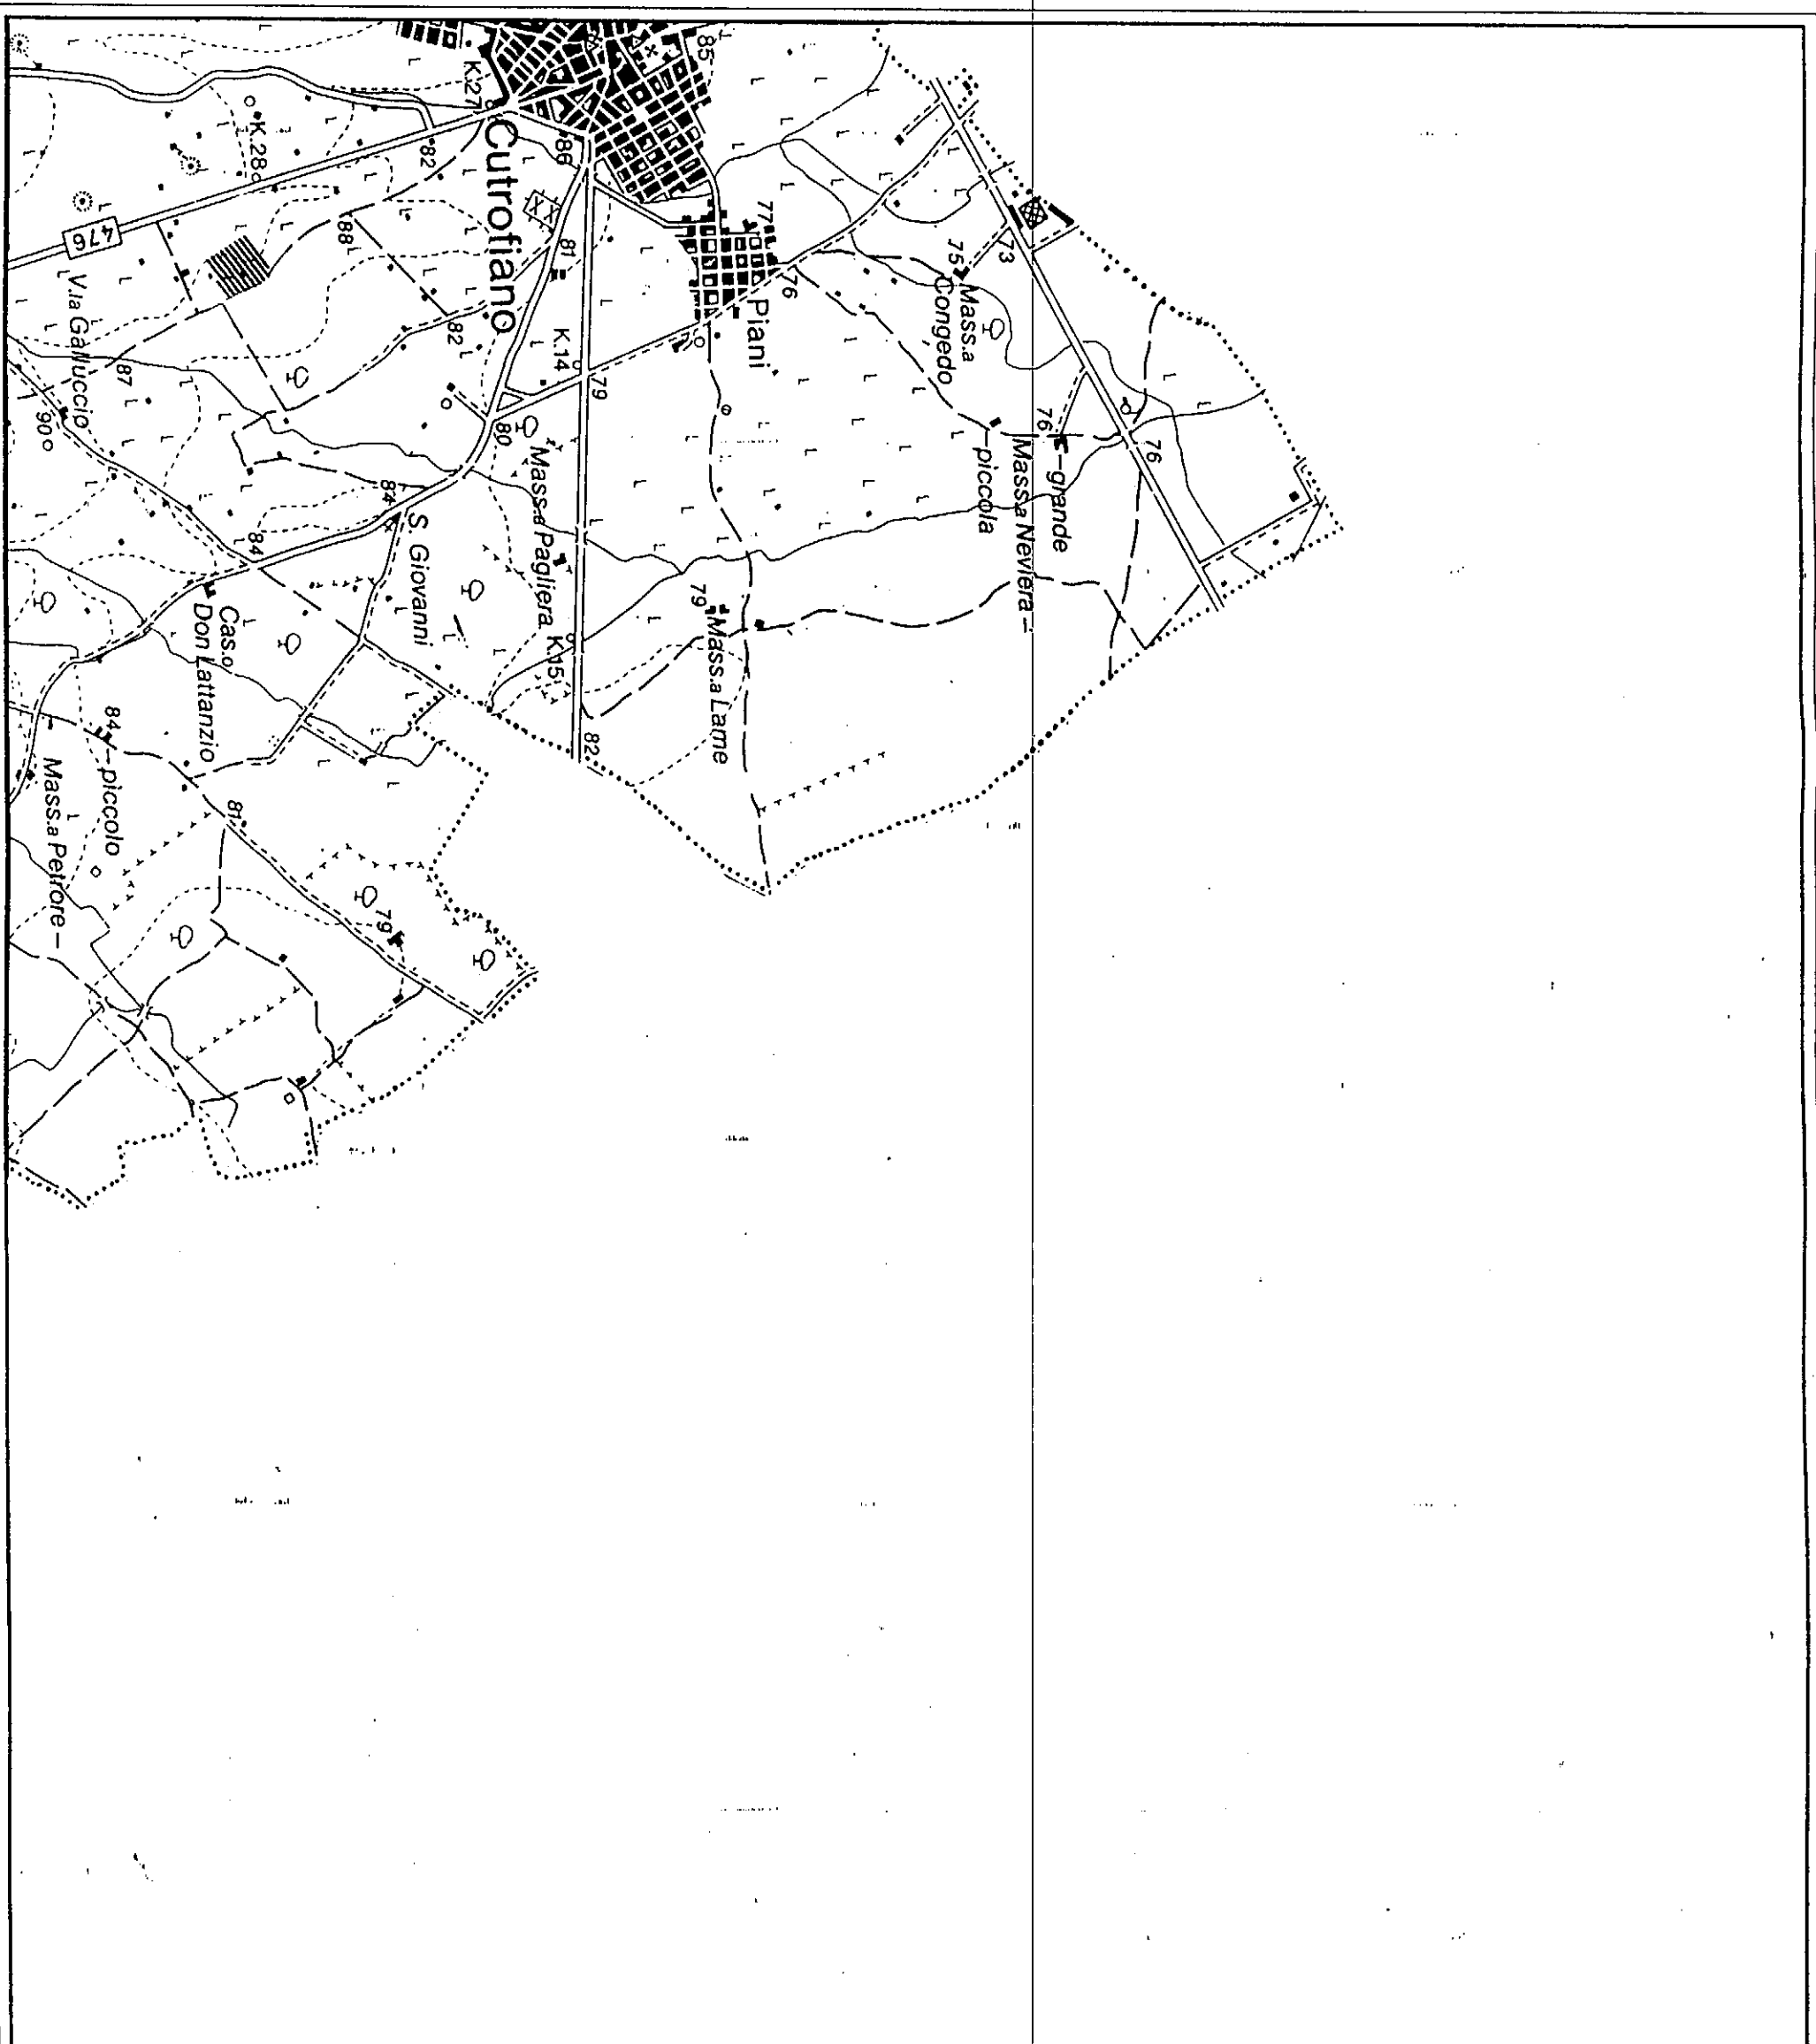 Cutrofiano
Piani
Mass.a
Congedo
Mass.a Neviera –
– grande
– piccola
Mass.a Lame
Mass.e Pagliera
S. Giovanni
Cas.o
Don Lattanzio
V.la Galluccio
Mass.a Petrore –
– piccolo
476
K.27
K.28
K.14
K.15
85
86
77
76
75
73
76
76
79
79
82
81
82
82
88
80
84
84
87
90
84
81
79